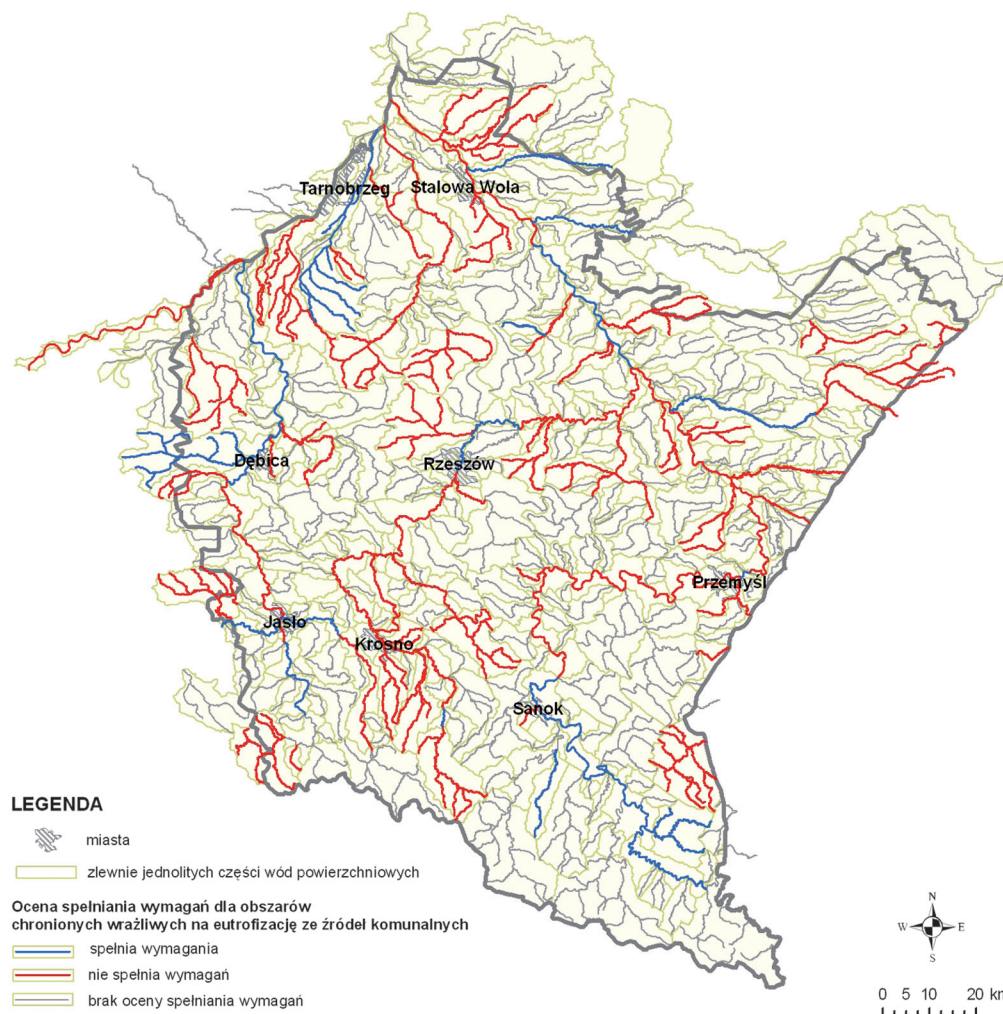 Tarnobrzeg
Stalowa Wola
Dębica
Rzeszów
Przemyśl
Jasło
Krosno
Sanok
LEGENDA
miasta
zlewnie jednolitych części wód powierzchniowych
Ocena spełniania wymagań dla obszarów
chronionych wrażliwych na eutrofizację ze źródeł komunalnych
spełnia wymagania
nie spełnia wymagań
brak oceny spełniania wymagań
N
W E
S
0 5 10 20 km